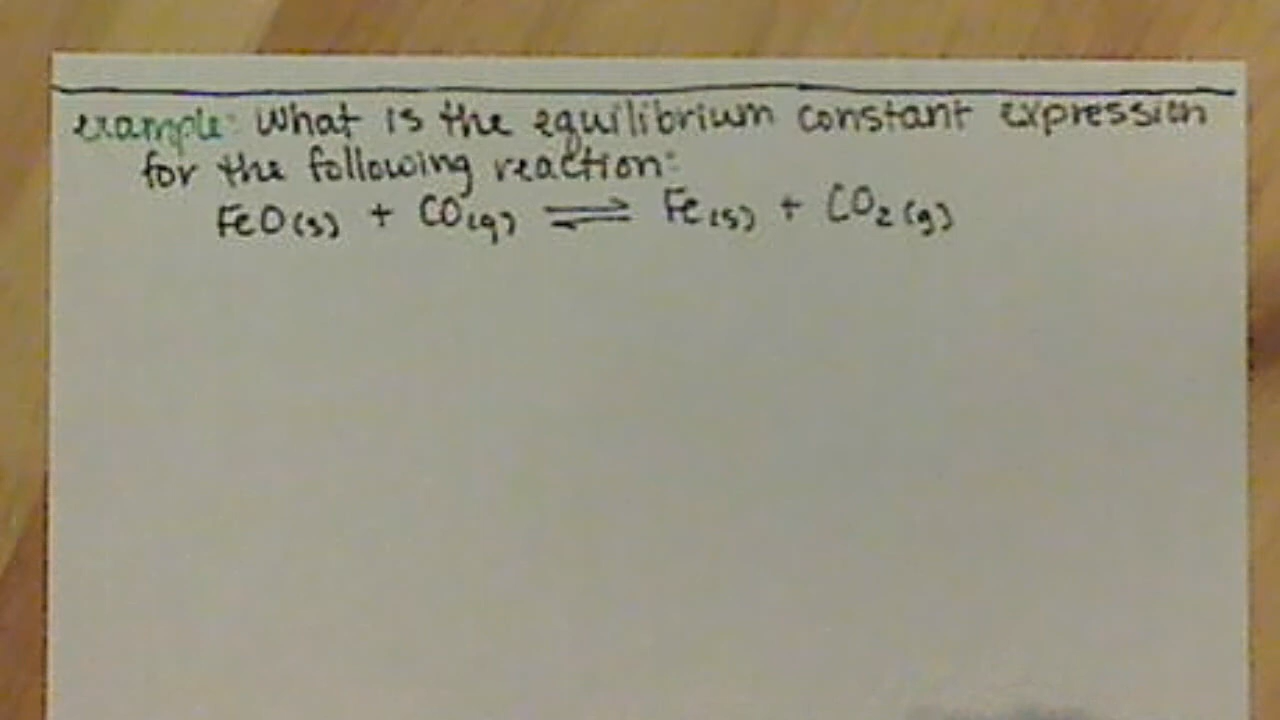 example: What is the equilibrium constant expression
for the following reaction:
FeO(s) + CO(g) ⇌ Fe(s) + CO₂(g)